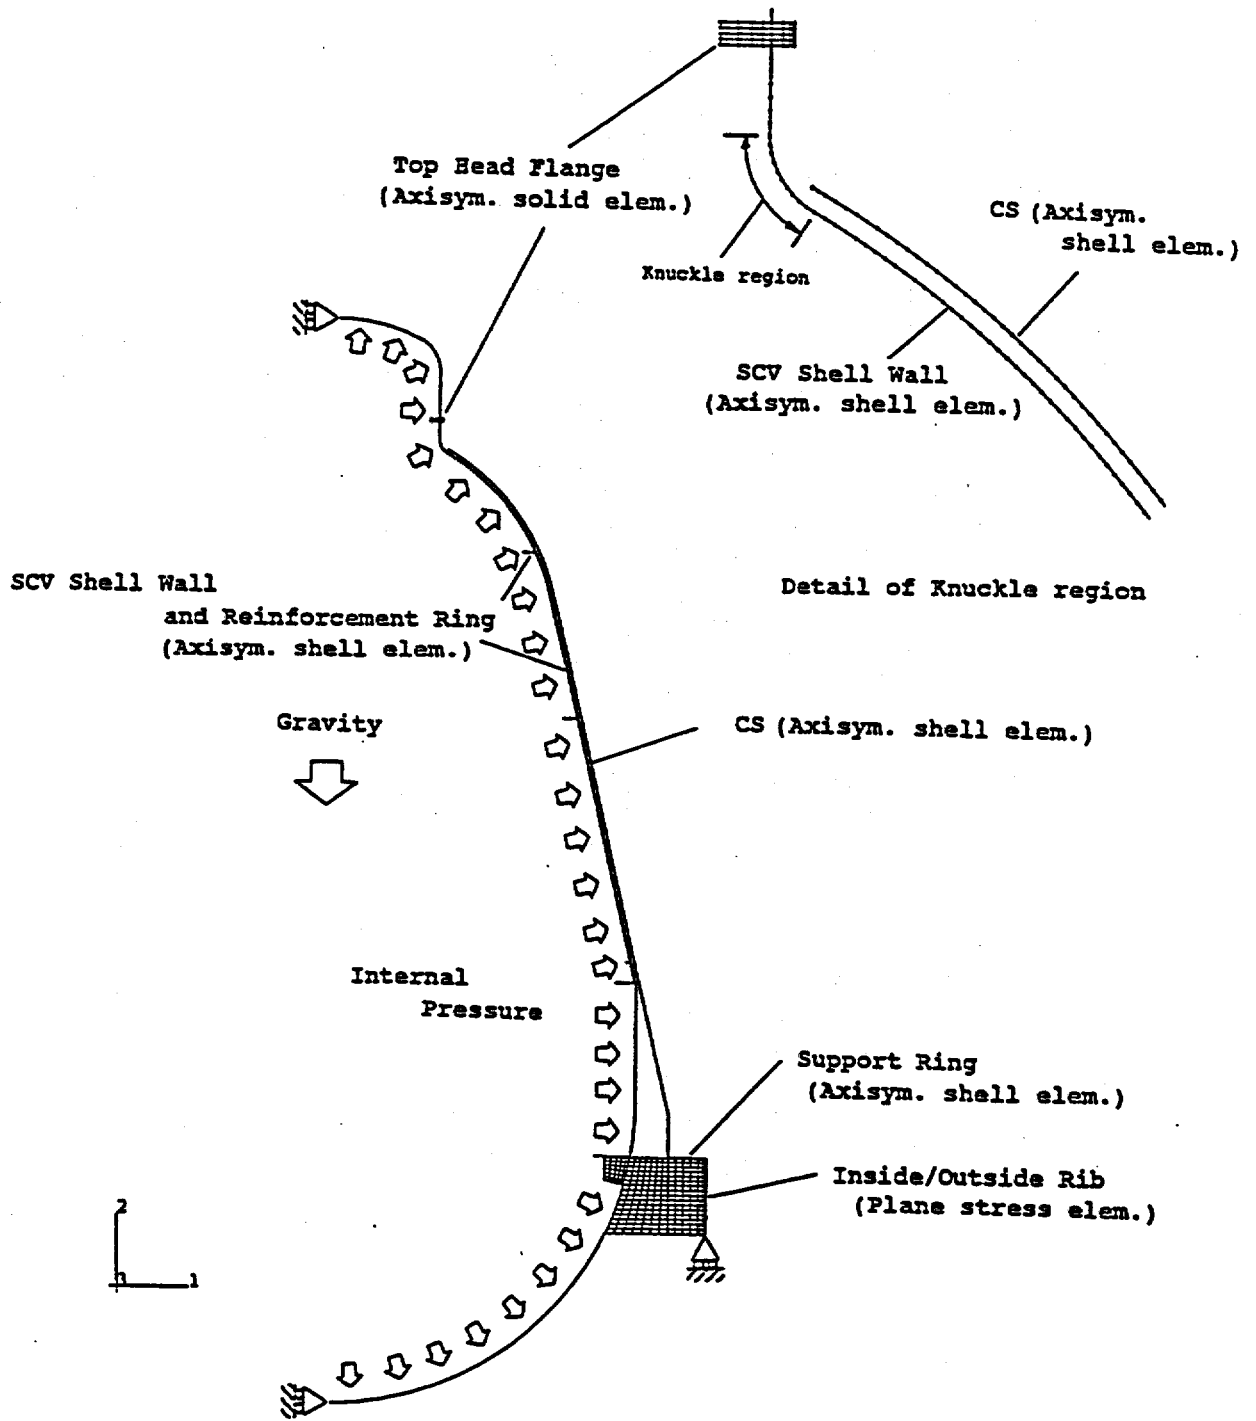 Top Head Flange
(Axisym. solid elem.)
CS (Axisym.
shell elem.)
Knuckle region
SCV Shell Wall
(Axisym. shell elem.)
Detail of Knuckle region
SCV Shell Wall
and Reinforcement Ring
(Axisym. shell elem.)
Gravity
CS (Axisym. shell elem.)
Internal
Pressure
Support Ring
(Axisym. shell elem.)
Inside/Outside Rib
(Plane stress elem.)
2
3 1